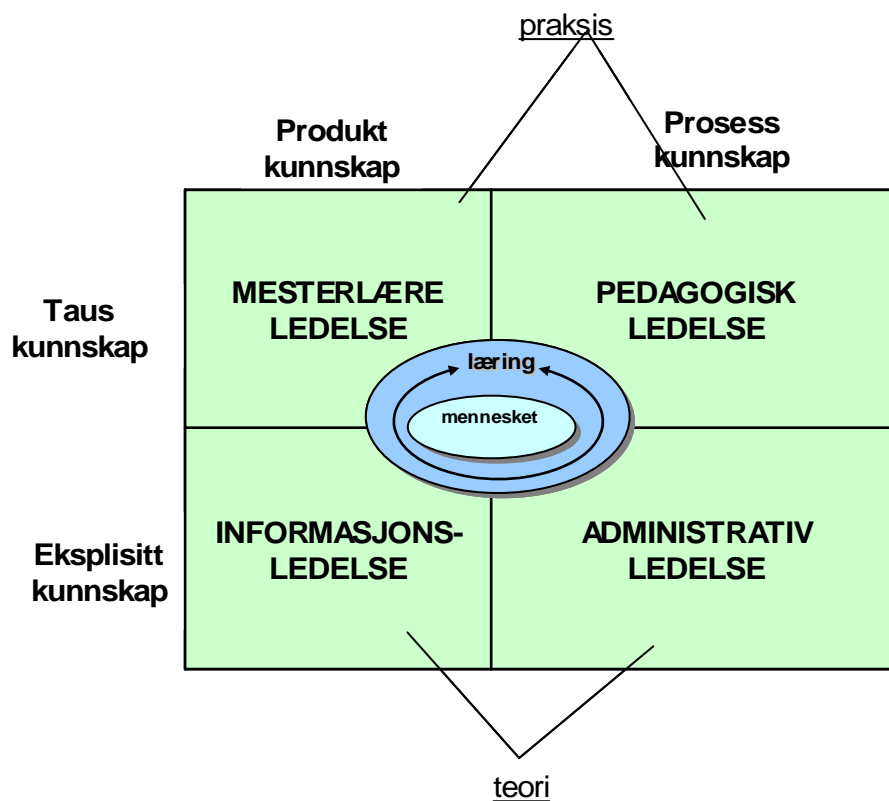 praksis
Produkt
kunnskap
Prosess
kunnskap
Taus
kunnskap
MESTERLÆRE
LEDELSE
PEDAGOGISK
LEDELSE
læring
mennesket
Eksplisitt
kunnskap
INFORMASJONS-
LEDELSE
ADMINISTRATIV
LEDELSE
teori